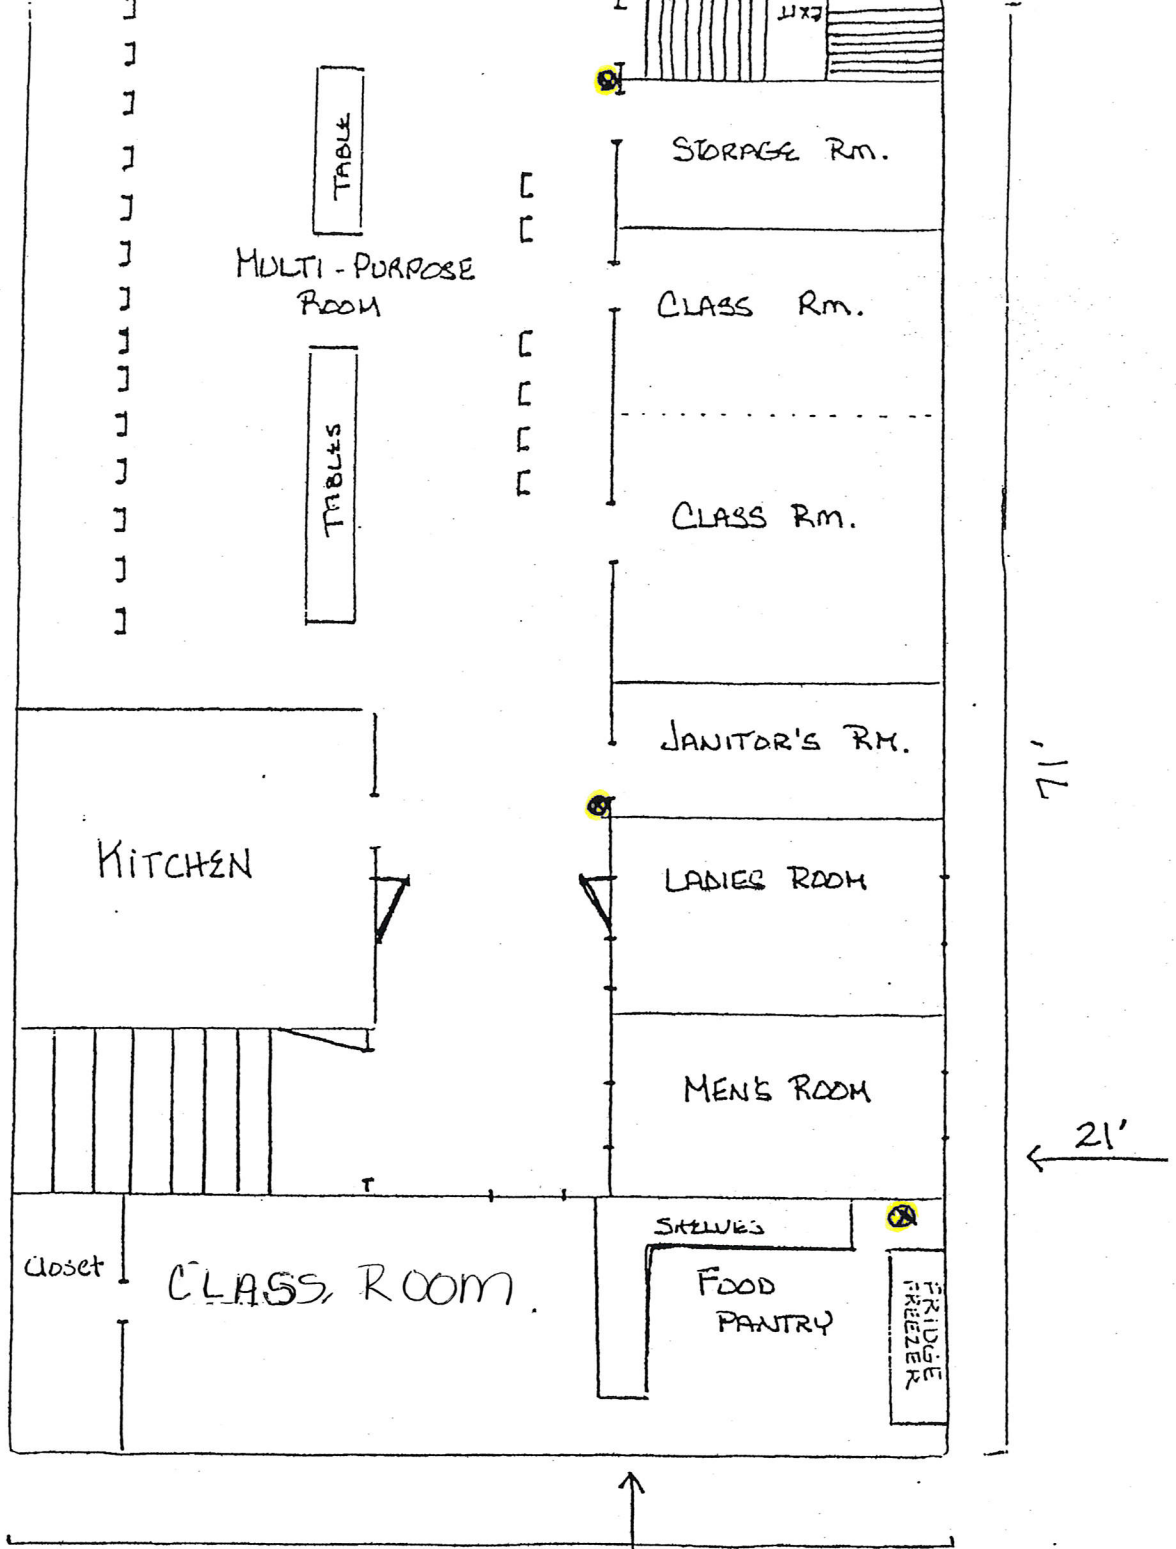 EXIT
STORAGE RM.
TABLE
MULTI-PURPOSE
ROOM
CLASS RM.
TABLES
CLASS RM.
JANITOR'S RM.
71'
KITCHEN
LADIES ROOM
MEN'S ROOM
21'
SHELVES
Closet
CLASS ROOM.
FOOD
PANTRY
FRIDGE
FREEZER